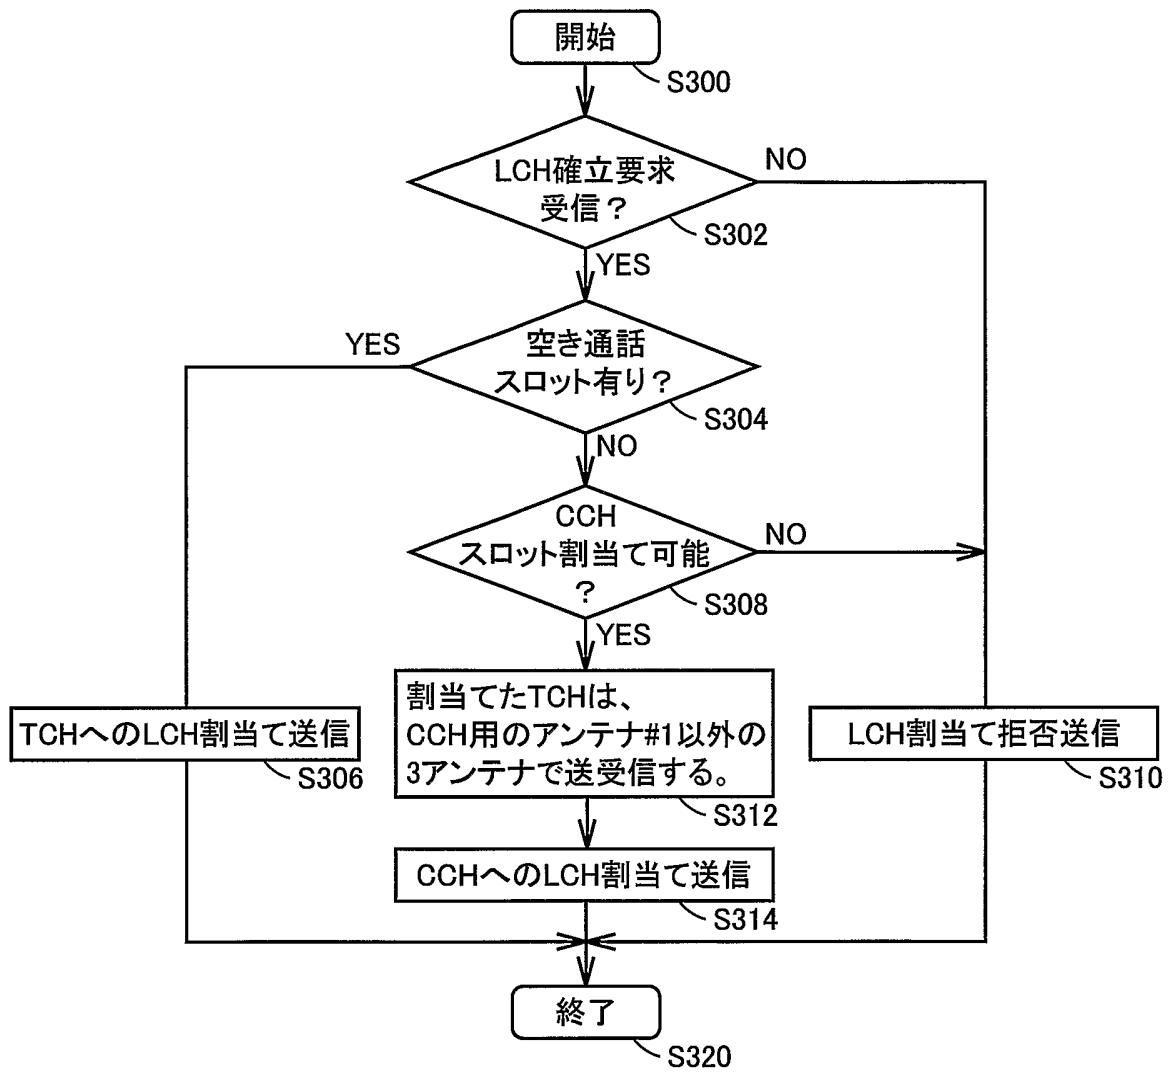 開始
S300
LCH確立要求
受信？
NO
S302
YES
空き通話
スロット有り？
YES
S304
NO
CCH
スロット割当て可能
？
NO
S308
YES
TCHへのLCH割当て送信
S306
割当てたTCHは、
CCH用のアンテナ#1以外の
3アンテナで送受信する。
S312
LCH割当て拒否送信
S310
CCHへのLCH割当て送信
S314
終了
S320